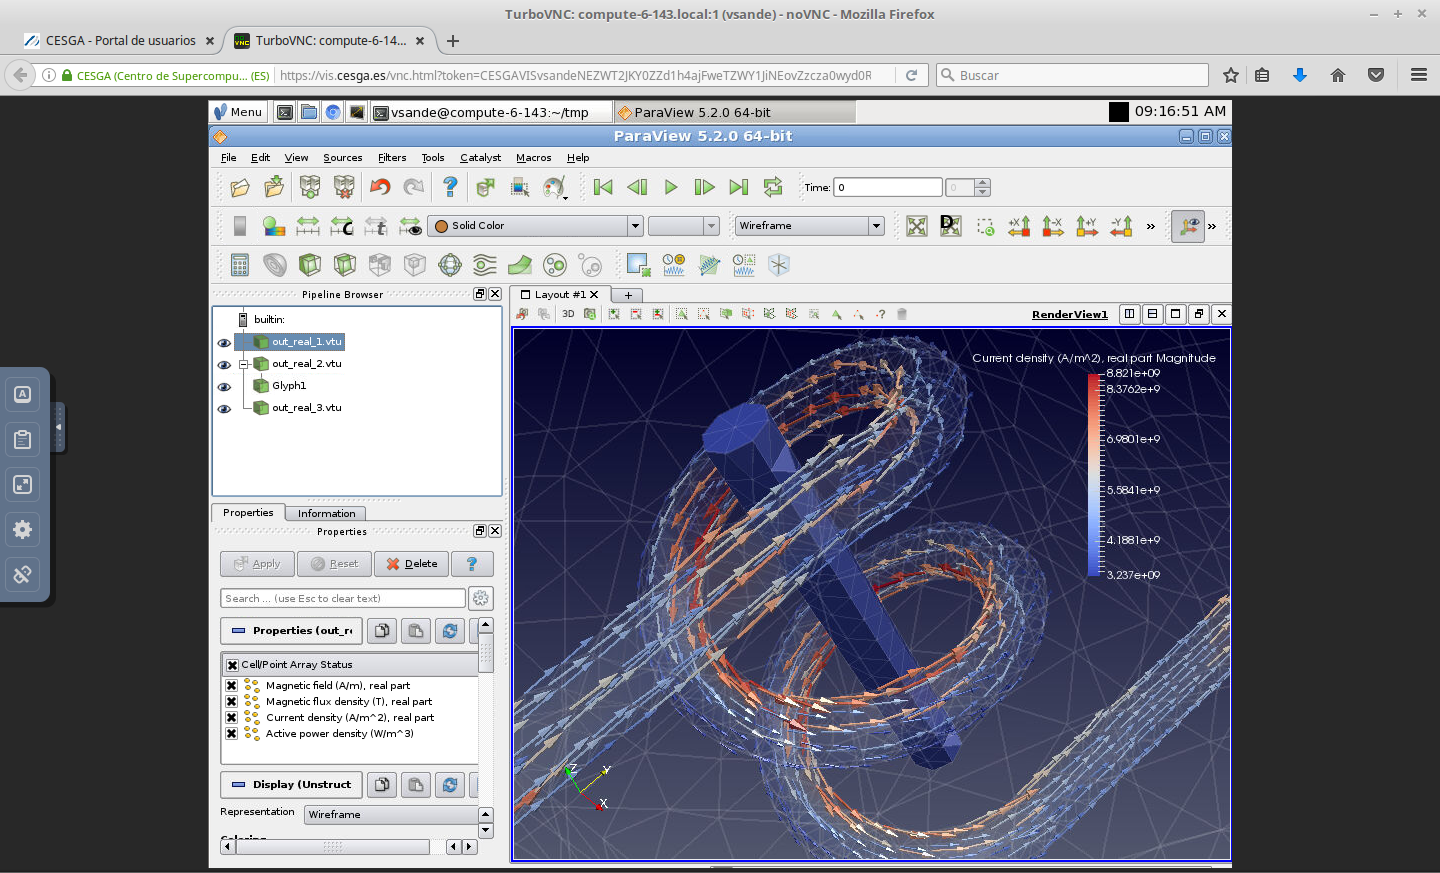 TurboVNC: compute-6-143.local:1 (vsande) - noVNC - Mozilla Firefox
CESGA - Portal de usuarios
TurboVNC: compute-6-14...
CESGA (Centro de Supercompu... (ES)
https://vis.cesga.es/vnc.html?token=CESGAVISvsandeNEZWT2JKY0ZZd1h4ajFweTZWY1JiNEovZzcza0wyd0R
Buscar
Menu
vsande@compute-6-143:~/tmp
ParaView 5.2.0 64-bit
09:16:51 AM
ParaView 5.2.0 64-bit
File Edit View Sources Filters Tools Catalyst Macros Help
Time: 0
0
Solid Color
Wireframe
+X -X +Y -Y
Pipeline Browser
Layout #1
builtin:
3D
RenderView1
out_real_1.vtu
out_real_2.vtu
Glyph1
out_real_3.vtu
Properties Information
Properties
Apply Reset Delete ?
Search ... (use Esc to clear text)
Properties (out_r
Cell/Point Array Status
Magnetic field (A/m), real part
Magnetic flux density (T), real part
Current density (A/m^2), real part
Active power density (W/m^3)
Display (Unstruct
Representation Wireframe
Current density (A/m^2), real part Magnitude
8.821e+09
8.3762e+9
6.9801e+9
5.5841e+9
4.1881e+9
3.237e+09
Z
Y
X